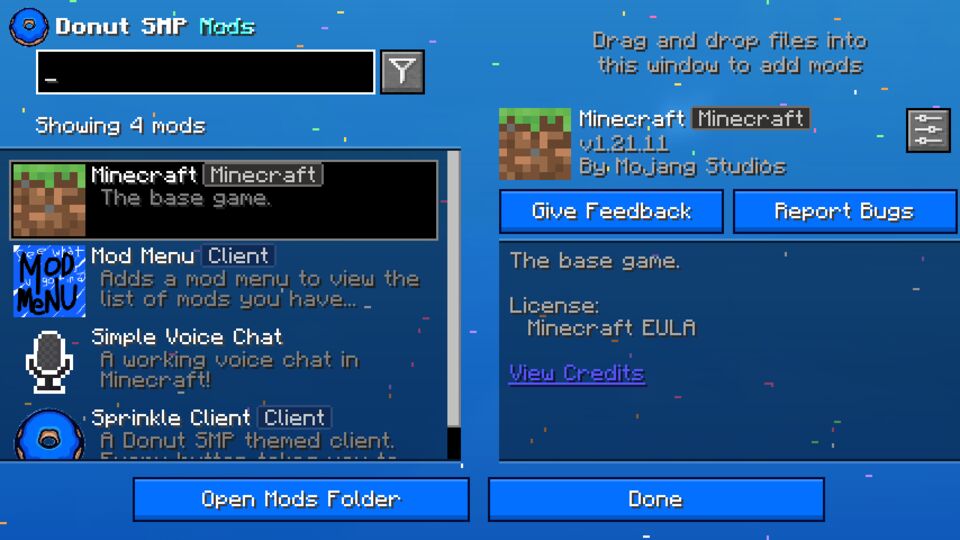 Donut SMP Mods
_
Showing 4 mods
Minecraft Minecraft
The base game.
MOD MENU
Mod Menu Client
Adds a mod menu to view the
list of mods you have...
Simple Voice Chat
A working voice chat in
Minecraft!
Sprinkle Client Client
A Donut SMP themed client.
Drag and drop files into
this window to add mods
Minecraft Minecraft
v1.21.11
By Mojang Studios
Give Feedback
Report Bugs
The base game.
License:
Minecraft EULA
View Credits
Open Mods Folder
Done